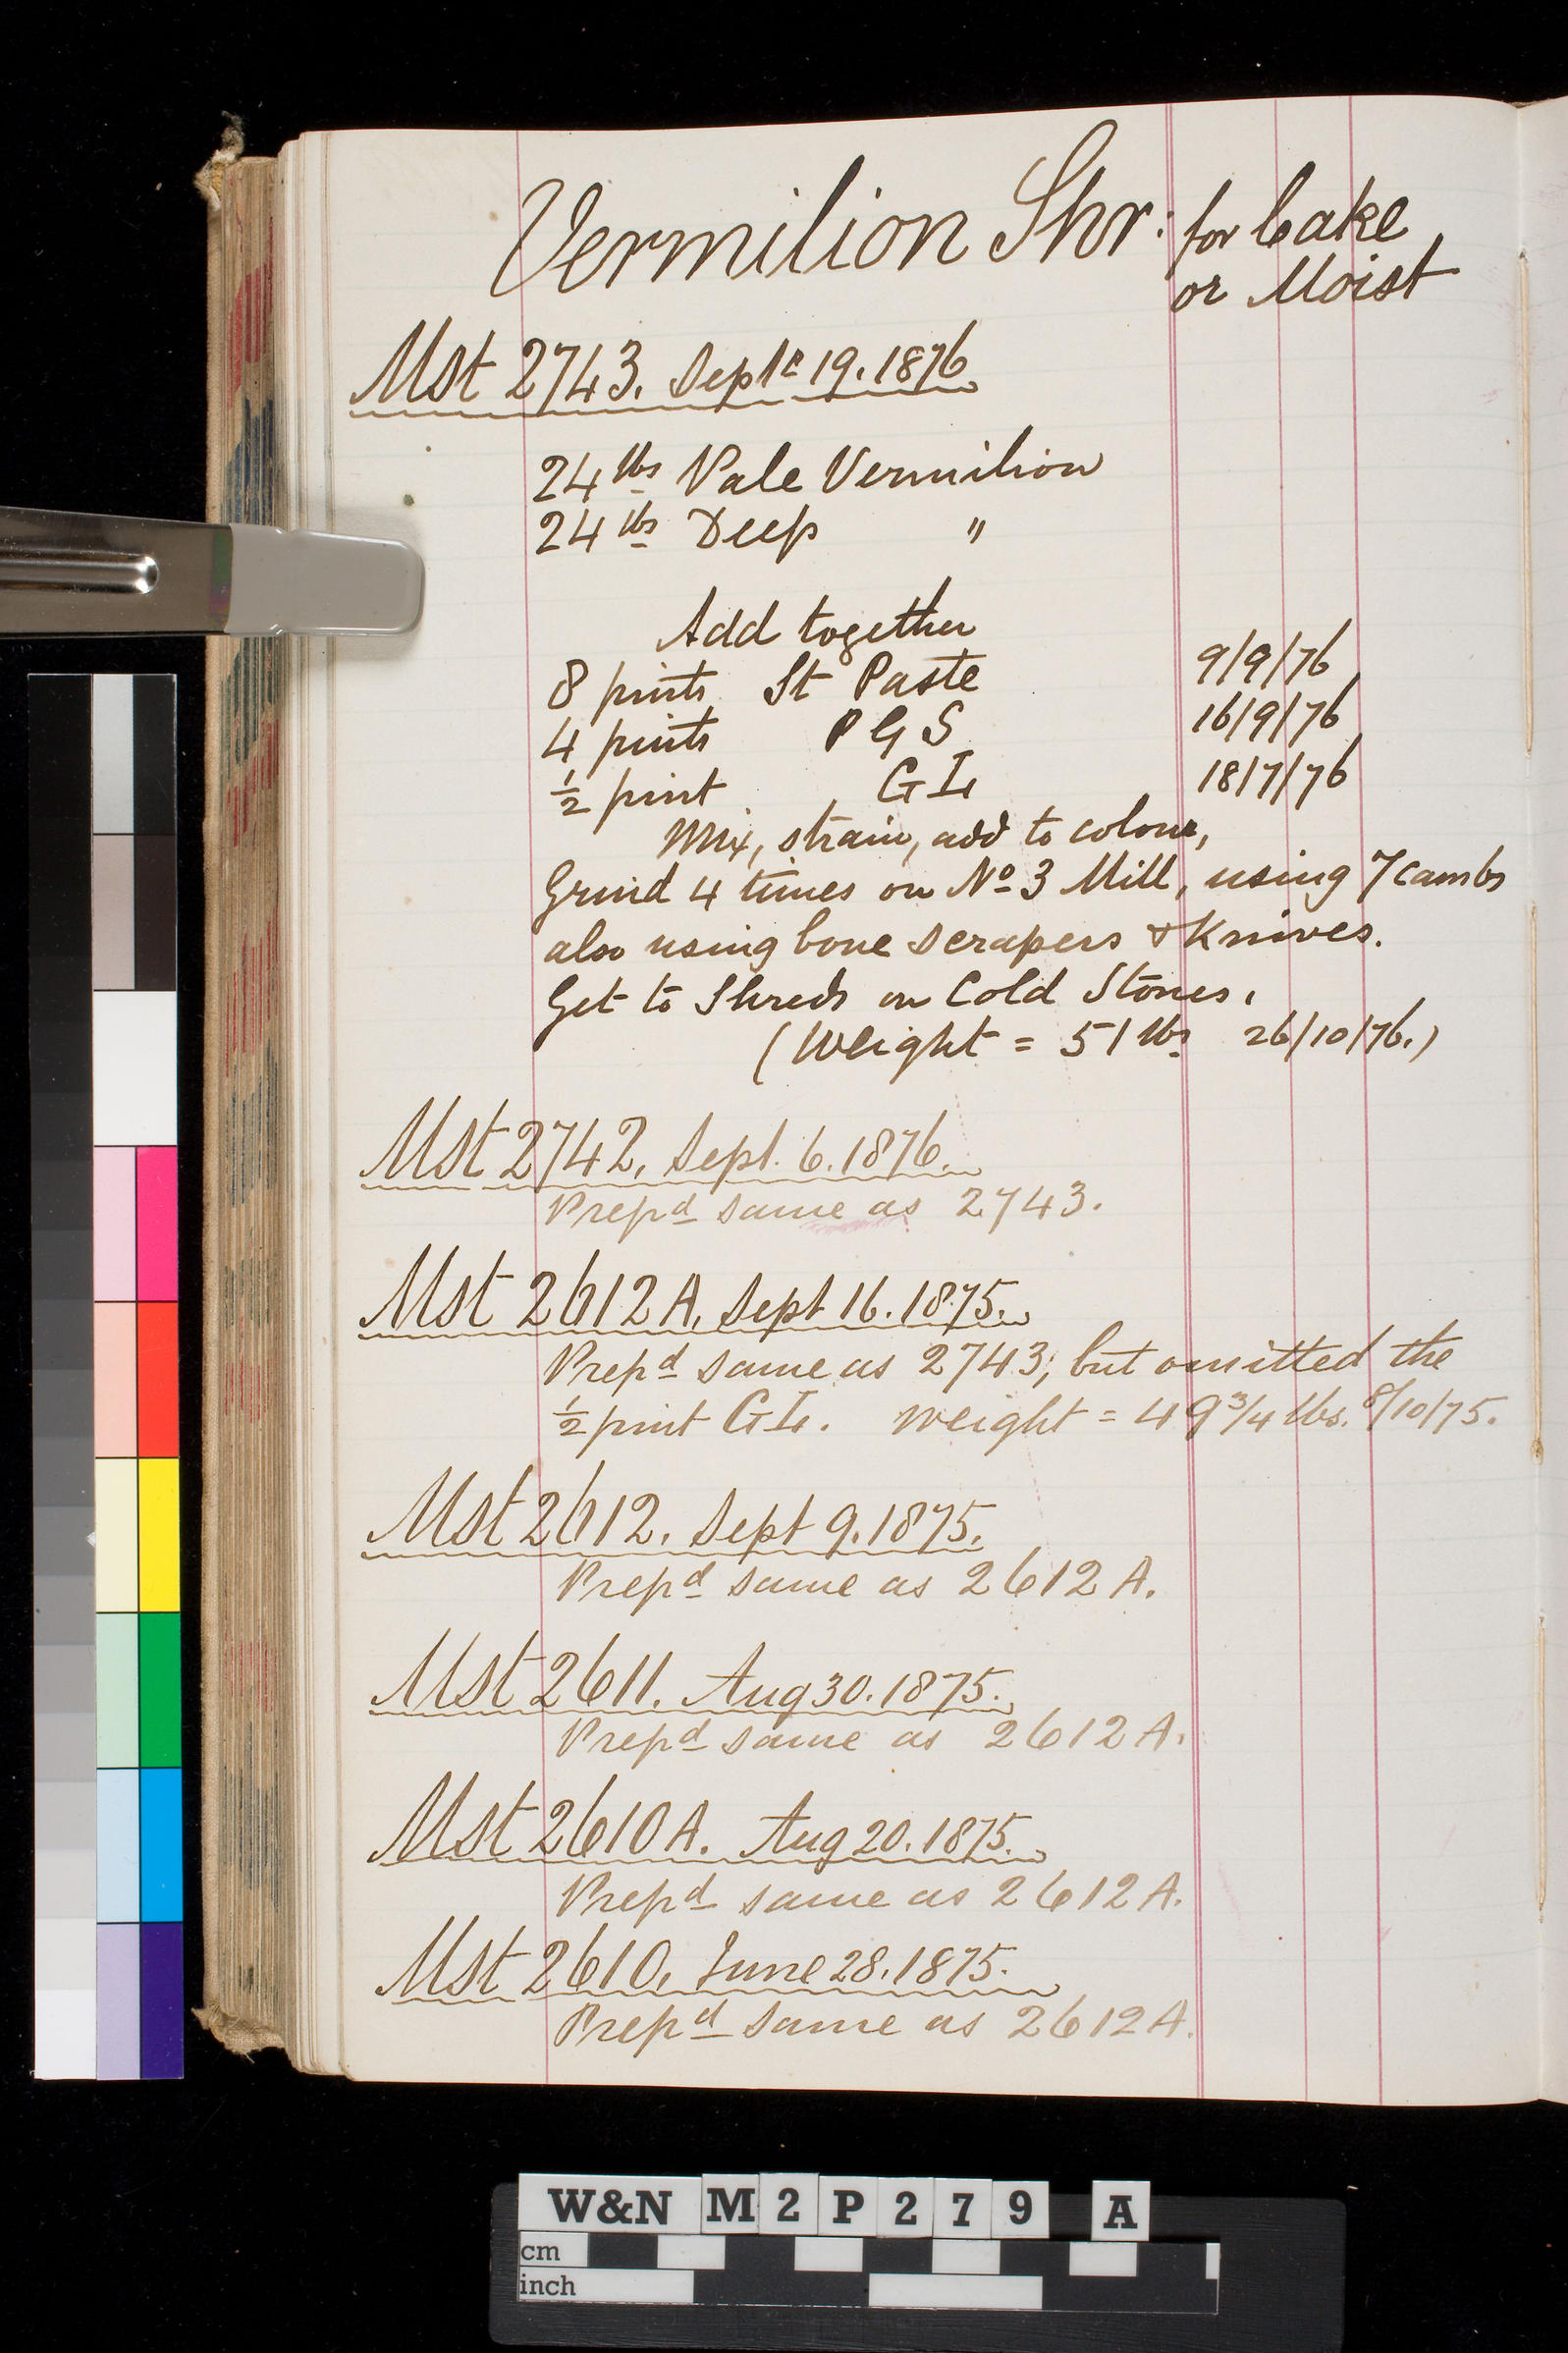 Vermilion Shr: for Cake
or Moist
Mst 2743. Septr 19. 1876
24 lbs Pale Vermilion
24 lbs Deep "
Add together
8 pints St Paste 9/9/76
4 pints P G S 16/9/76
½ pint G L 18/7/76
Mix, strain, add to colour,
Grind 4 times on No 3 Mill, using 7 cambs
also using bone scrapers & Knives.
Get to Shreds on Cold Stones.
(Weight = 51 lbs 26/10/76.)
Mst 2742. Sept. 6. 1876.
Prepd same as 2743.
Mst 2612 A. Sept 16. 1875.
Prepd same as 2743; but omitted the
½ pint G L. Weight = 49 3/4 lbs. 8/10/75.
Mst 2612. Sept 9. 1875.
Prepd same as 2612 A.
Mst 2611. Aug 30. 1875.
Prepd same as 2612 A.
Mst 2610 A. Aug 20. 1875.
Prepd same as 2612 A.
Mst 2610. June 28. 1875.
Prepd same as 2612 A.
W&N M 2 P 2 7 9 A
cm
inch